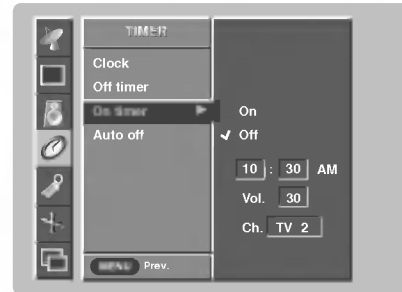 TIMER
Clock
Off timer
On timer
Auto off
On
✔ Off
10 : 30 AM
Vol. 30
Ch. TV 2
MENU Prev.